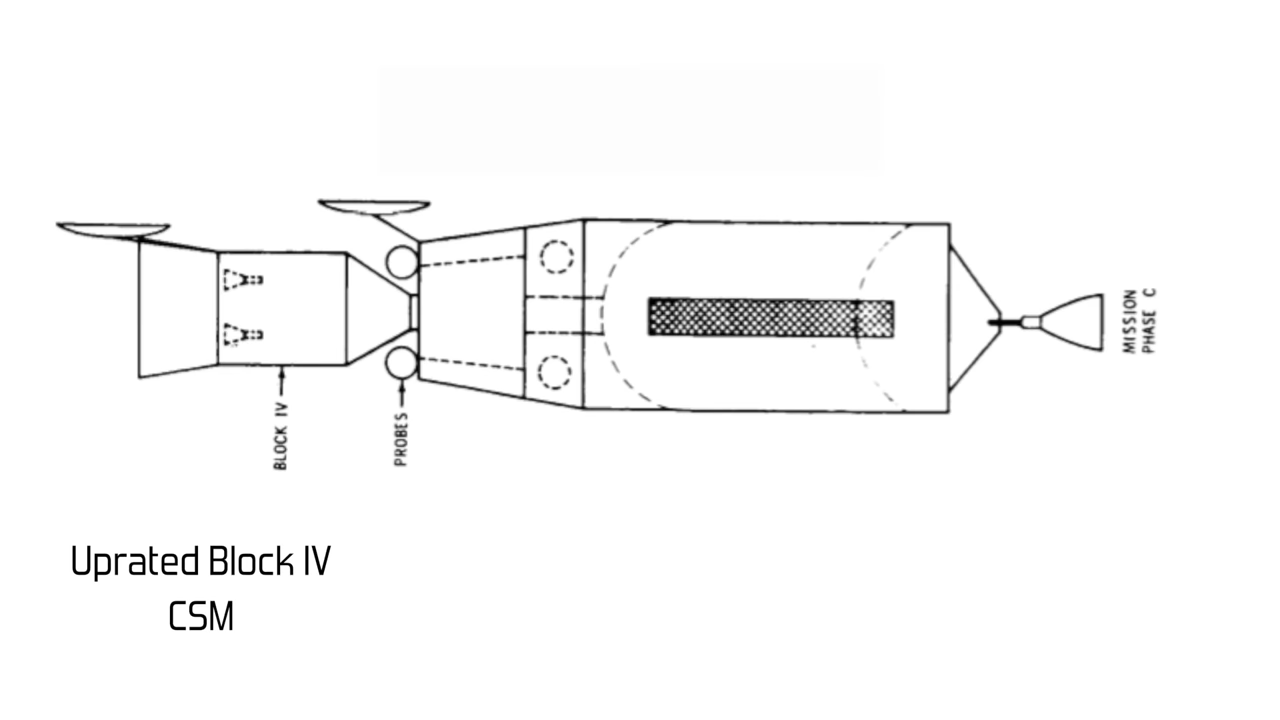 BLOCK IV
PROBES
MISSION
PHASE C
Uprated Block IV
CSM